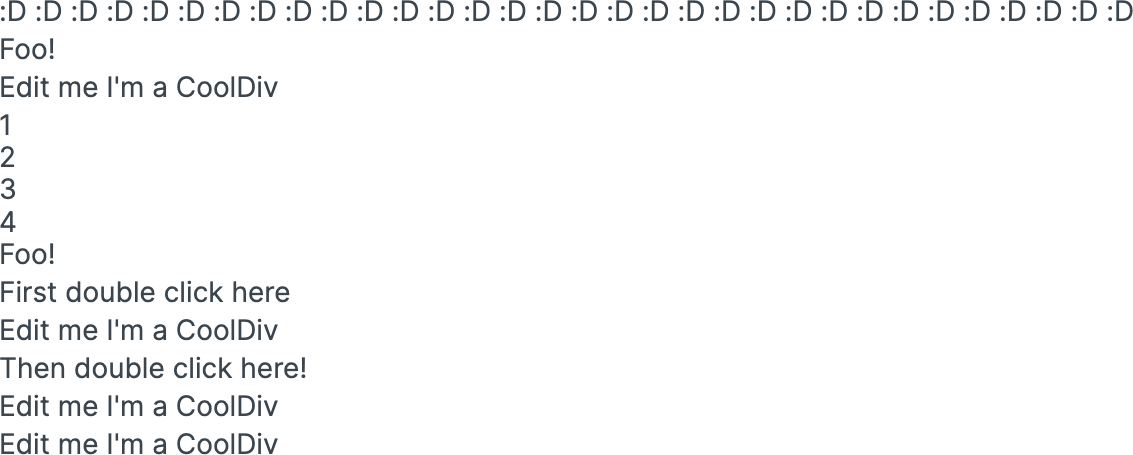 :D :D :D :D :D :D :D :D :D :D :D :D :D :D :D :D :D :D :D :D :D :D :D :D :D :D :D :D :D :D :D :D
Foo!
Edit me I'm a CoolDiv
1
2
3
4
Foo!
First double click here
Edit me I'm a CoolDiv
Then double click here!
Edit me I'm a CoolDiv
Edit me I'm a CoolDiv